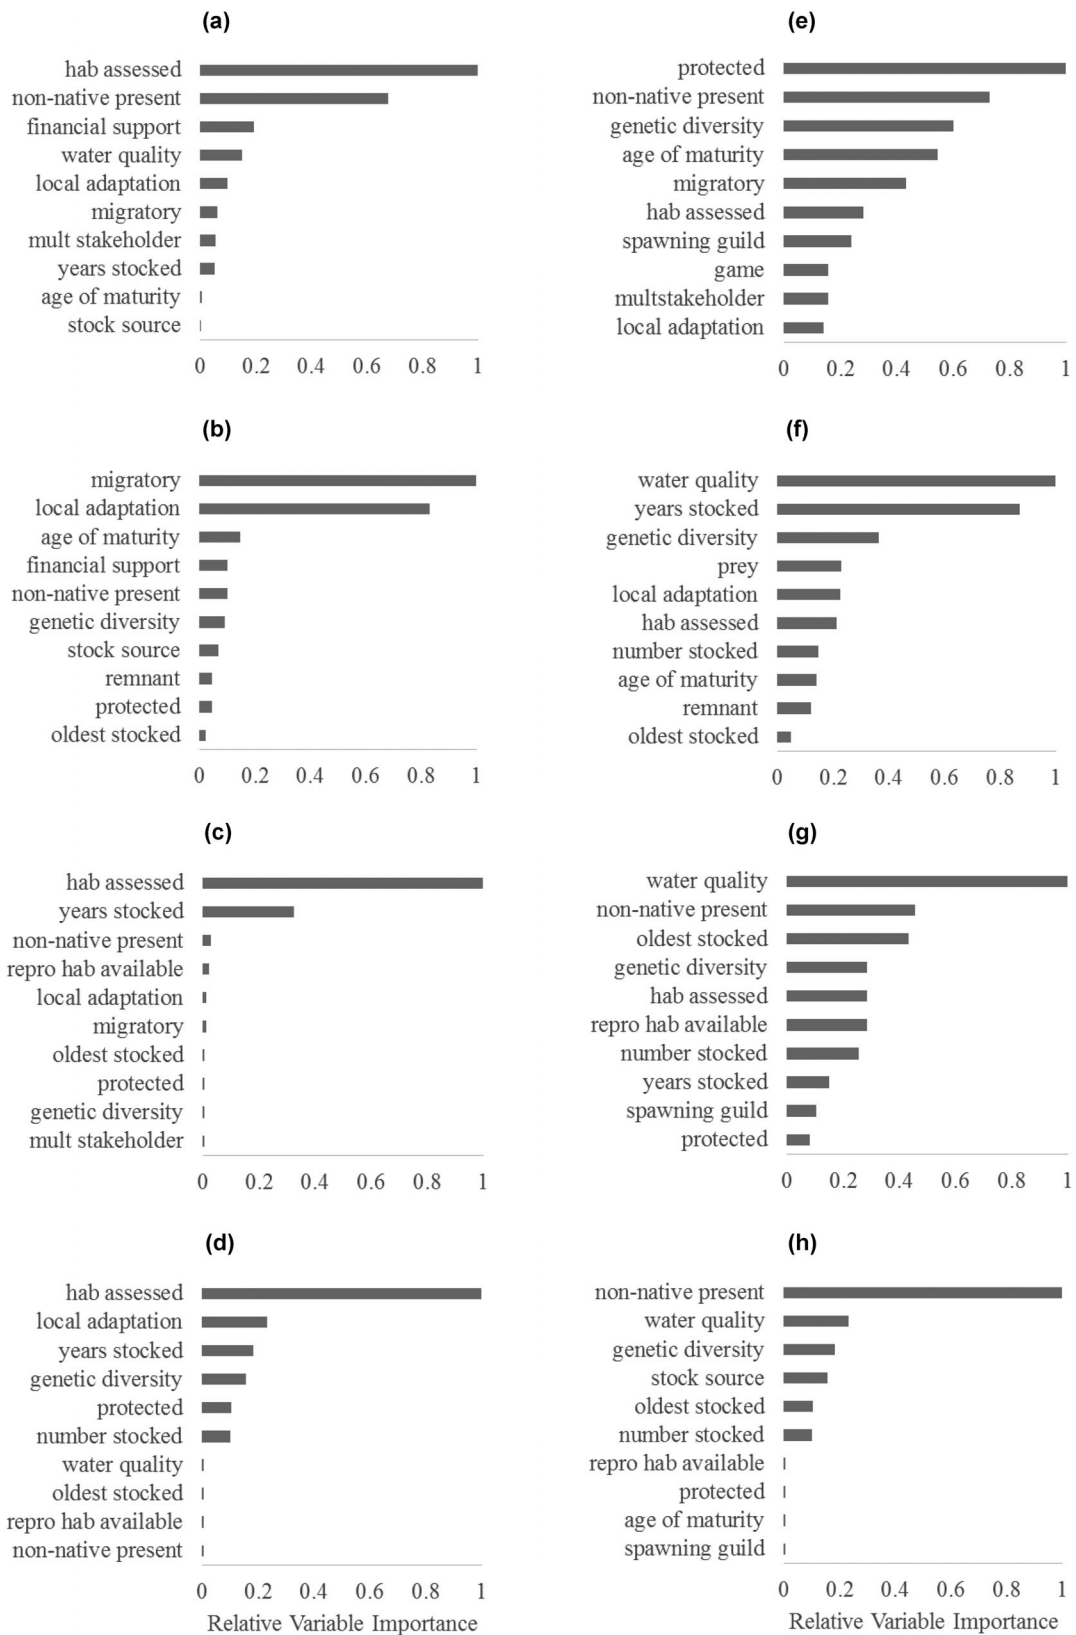 (a)
hab assessed
non-native present
financial support
water quality
local adaptation
migratory
mult stakeholder
years stocked
age of maturity
stock source
0 0.2 0.4 0.6 0.8 1
(b)
migratory
local adaptation
age of maturity
financial support
non-native present
genetic diversity
stock source
remnant
protected
oldest stocked
0 0.2 0.4 0.6 0.8 1
(c)
hab assessed
years stocked
non-native present
repro hab available
local adaptation
migratory
oldest stocked
protected
genetic diversity
mult stakeholder
0 0.2 0.4 0.6 0.8 1
(d)
hab assessed
local adaptation
years stocked
genetic diversity
protected
number stocked
water quality
oldest stocked
repro hab available
non-native present
0 0.2 0.4 0.6 0.8 1
Relative Variable Importance
(e)
protected
non-native present
genetic diversity
age of maturity
migratory
hab assessed
spawning guild
game
multstakeholder
local adaptation
0 0.2 0.4 0.6 0.8 1
(f)
water quality
years stocked
genetic diversity
prey
local adaptation
hab assessed
number stocked
age of maturity
remnant
oldest stocked
0 0.2 0.4 0.6 0.8 1
(g)
water quality
non-native present
oldest stocked
genetic diversity
hab assessed
repro hab available
number stocked
years stocked
spawning guild
protected
0 0.2 0.4 0.6 0.8 1
(h)
non-native present
water quality
genetic diversity
stock source
oldest stocked
number stocked
repro hab available
protected
age of maturity
spawning guild
0 0.2 0.4 0.6 0.8 1
Relative Variable Importance